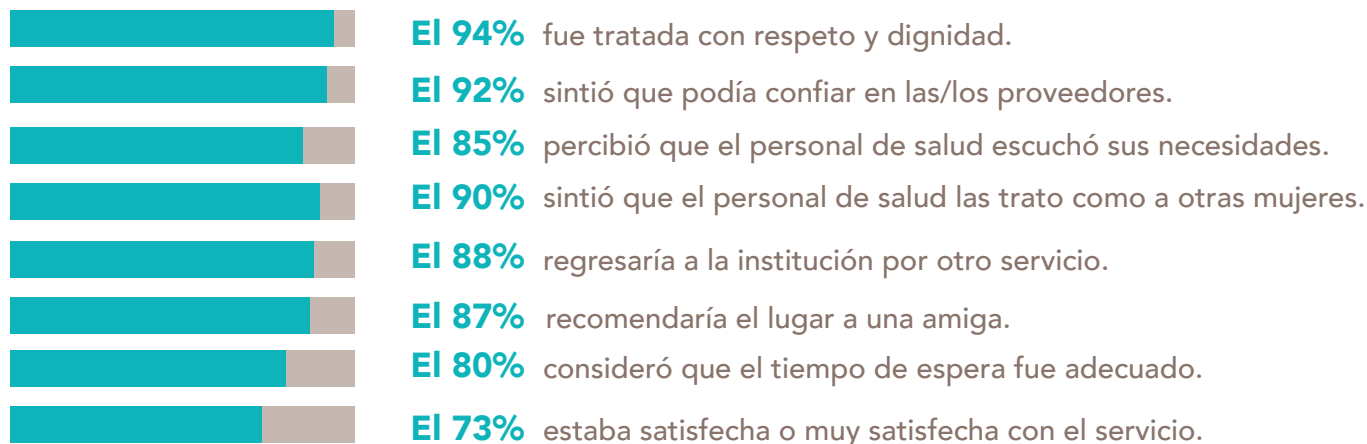 El 94% fue tratada con respeto y dignidad.
El 92% sintió que podía confiar en las/los proveedores.
El 85% percibió que el personal de salud escuchó sus necesidades.
El 90% sintió que el personal de salud las trato como a otras mujeres.
El 88% regresaría a la institución por otro servicio.
El 87% recomendaría el lugar a una amiga.
El 80% consideró que el tiempo de espera fue adecuado.
El 73% estaba satisfecha o muy satisfecha con el servicio.